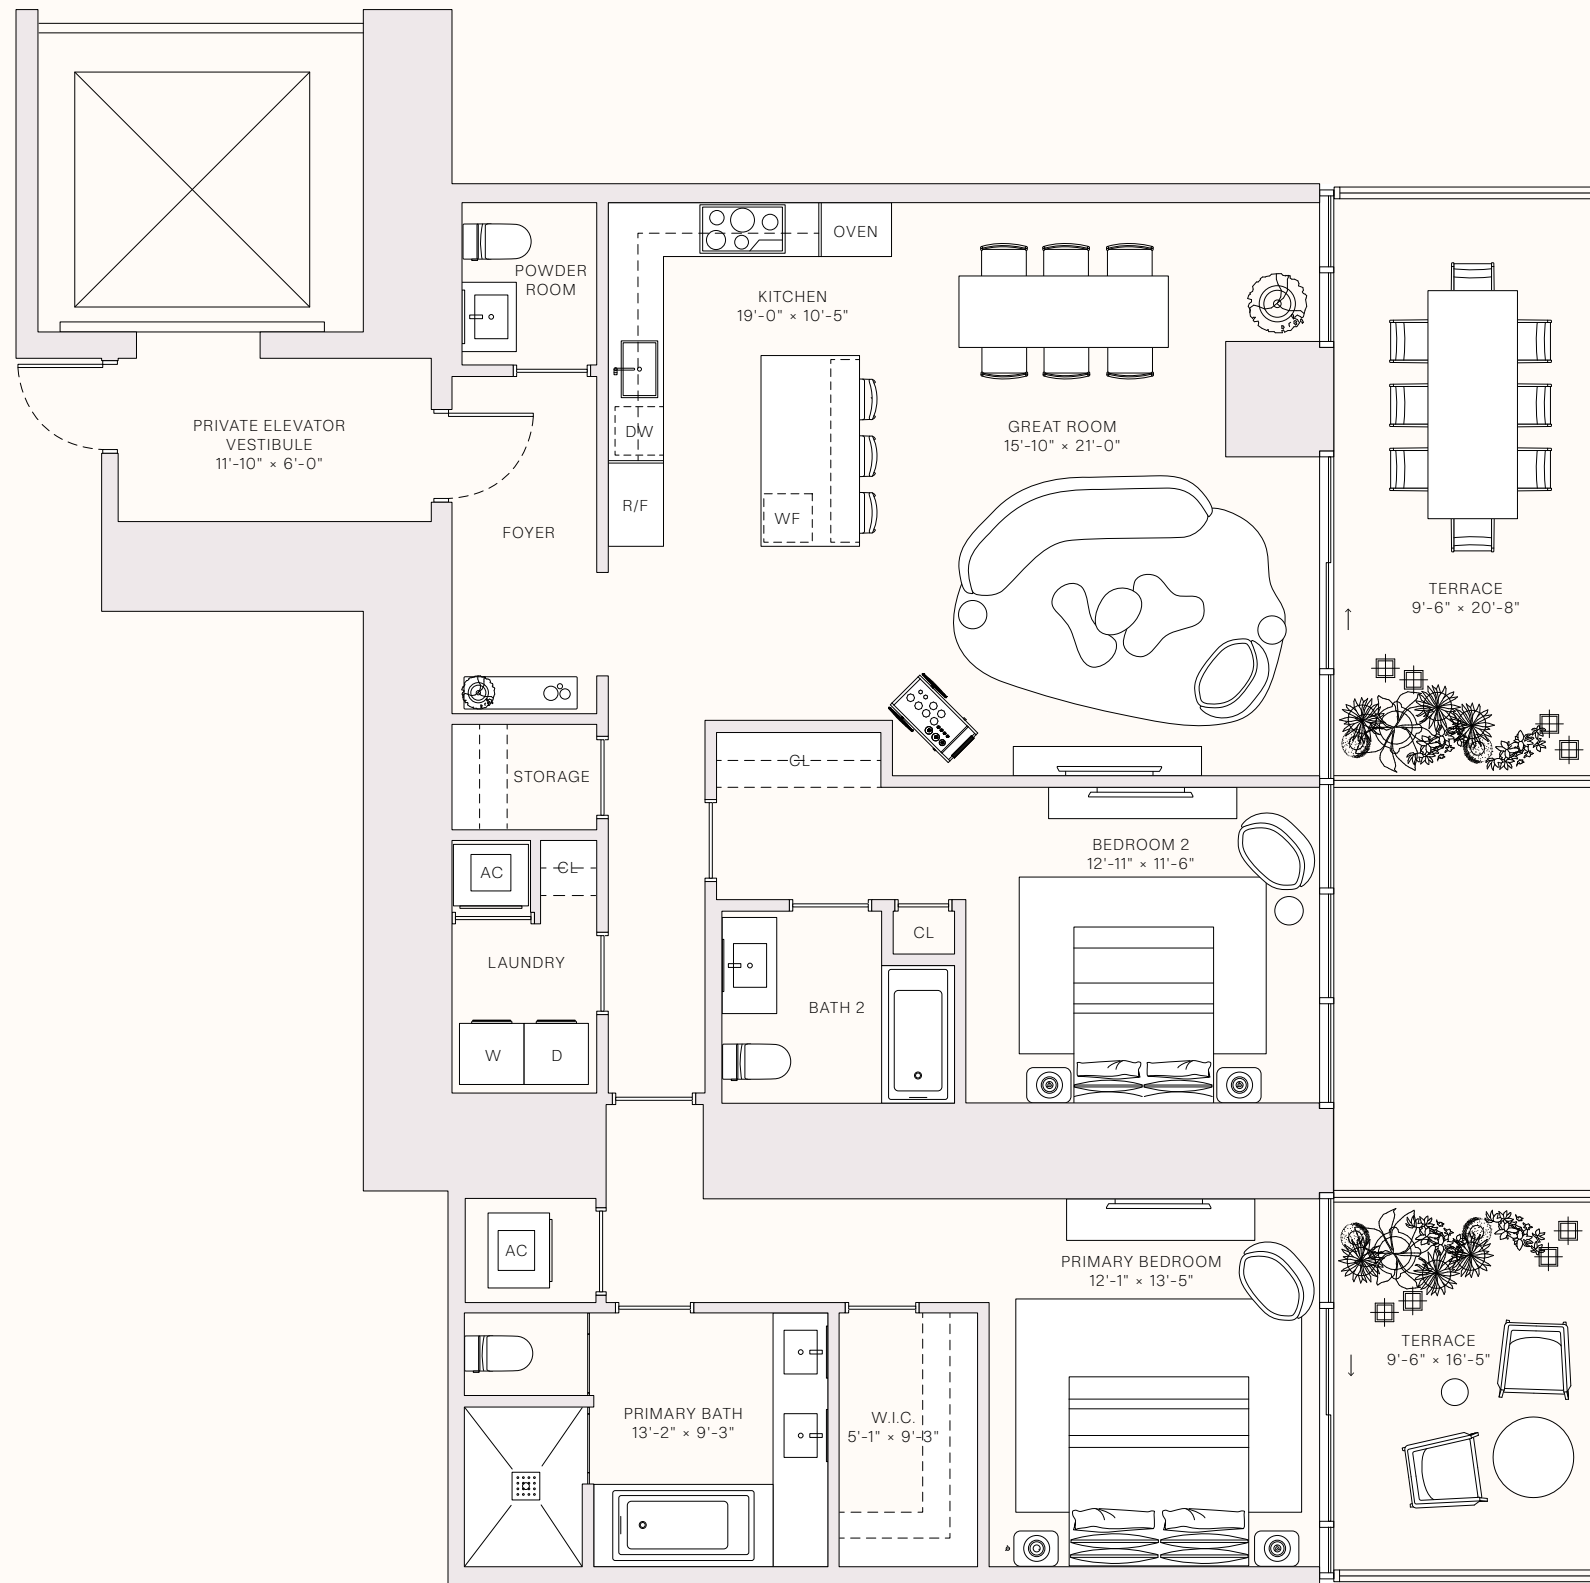 OVEN
POWDER
ROOM
KITCHEN
19'-0" × 10'-5"
PRIVATE ELEVATOR
VESTIBULE
11'-10" × 6'-0"
DW
GREAT ROOM
15'-10" × 21'-0"
R/F
WF
FOYER
TERRACE
9'-6" × 20'-8"
CL
STORAGE
BEDROOM 2
12'-11" × 11'-6"
AC
CL
CL
LAUNDRY
BATH 2
W
D
AC
PRIMARY BEDROOM
12'-1" × 13'-5"
TERRACE
9'-6" × 16'-5"
PRIMARY BATH
13'-2" × 9'-3"
W.I.C.
5'-1" × 9'-3"